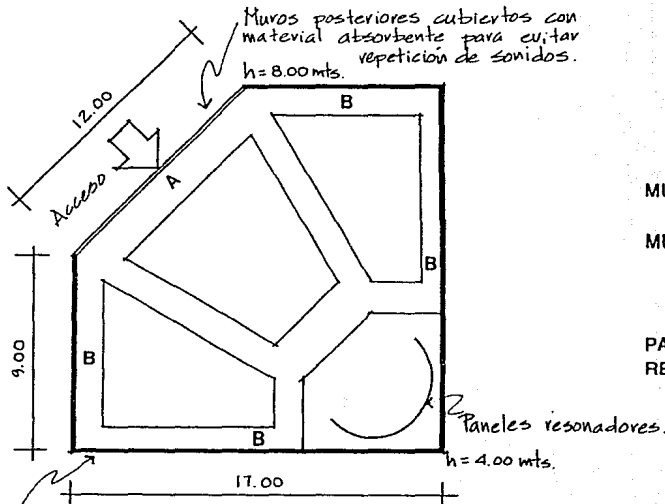 Muros posteriores cubiertos con
material absorbente para evitar
repetición de sonidos.
h=8.00 mts.
12.00
B
Acceso
A
MU
MU
B
9.00
B
PA
RE
B
Paneles resonadores.
h=4.00 mts.
17.00